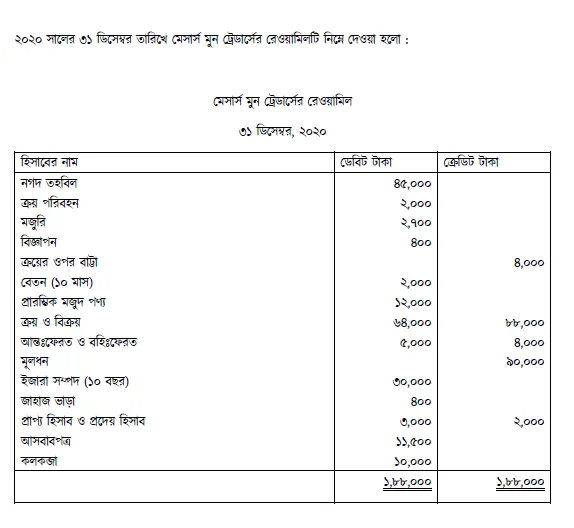 ২০২০ সালের ৩১ ডিসেম্বর তারিখে মেসার্স মুন ট্রেডার্সের রেওয়ামিলটি নিম্নে দেওয়া হলো :
মেসার্স মুন ট্রেডার্সের রেওয়ামিল
৩১ ডিসেম্বর, ২০২০
হিসাবের নাম ডেবিট টাকা ক্রেডিট টাকা
নগদ তহবিল ৪৫,০০০
ক্রয় পরিবহন ২,০০০
মজুরি ২,৭০০
বিজ্ঞাপন ৪০০
ক্রয়ের ওপর বাট্টা ৪,০০০
বেতন (১০ মাস) ২,০০০
প্রারম্ভিক মজুদ পণ্য ১২,০০০
ক্রয় ও বিক্রয় ৬৪,০০০ ৮৮,০০০
আন্তঃফেরত ও বহিঃফেরত ৫,০০০ ৪,০০০
মূলধন ৯০,০০০
ইজারা সম্পদ (১০ বছর) ৩০,০০০
জাহাজ ভাড়া ৪০০
প্রাপ্য হিসাব ও প্রদেয় হিসাব ৩,০০০ ২,০০০
আসবাবপত্র ১১,৫০০
কলকব্জা ১০,০০০
১,৮৮,০০০ ১,৮৮,০০০